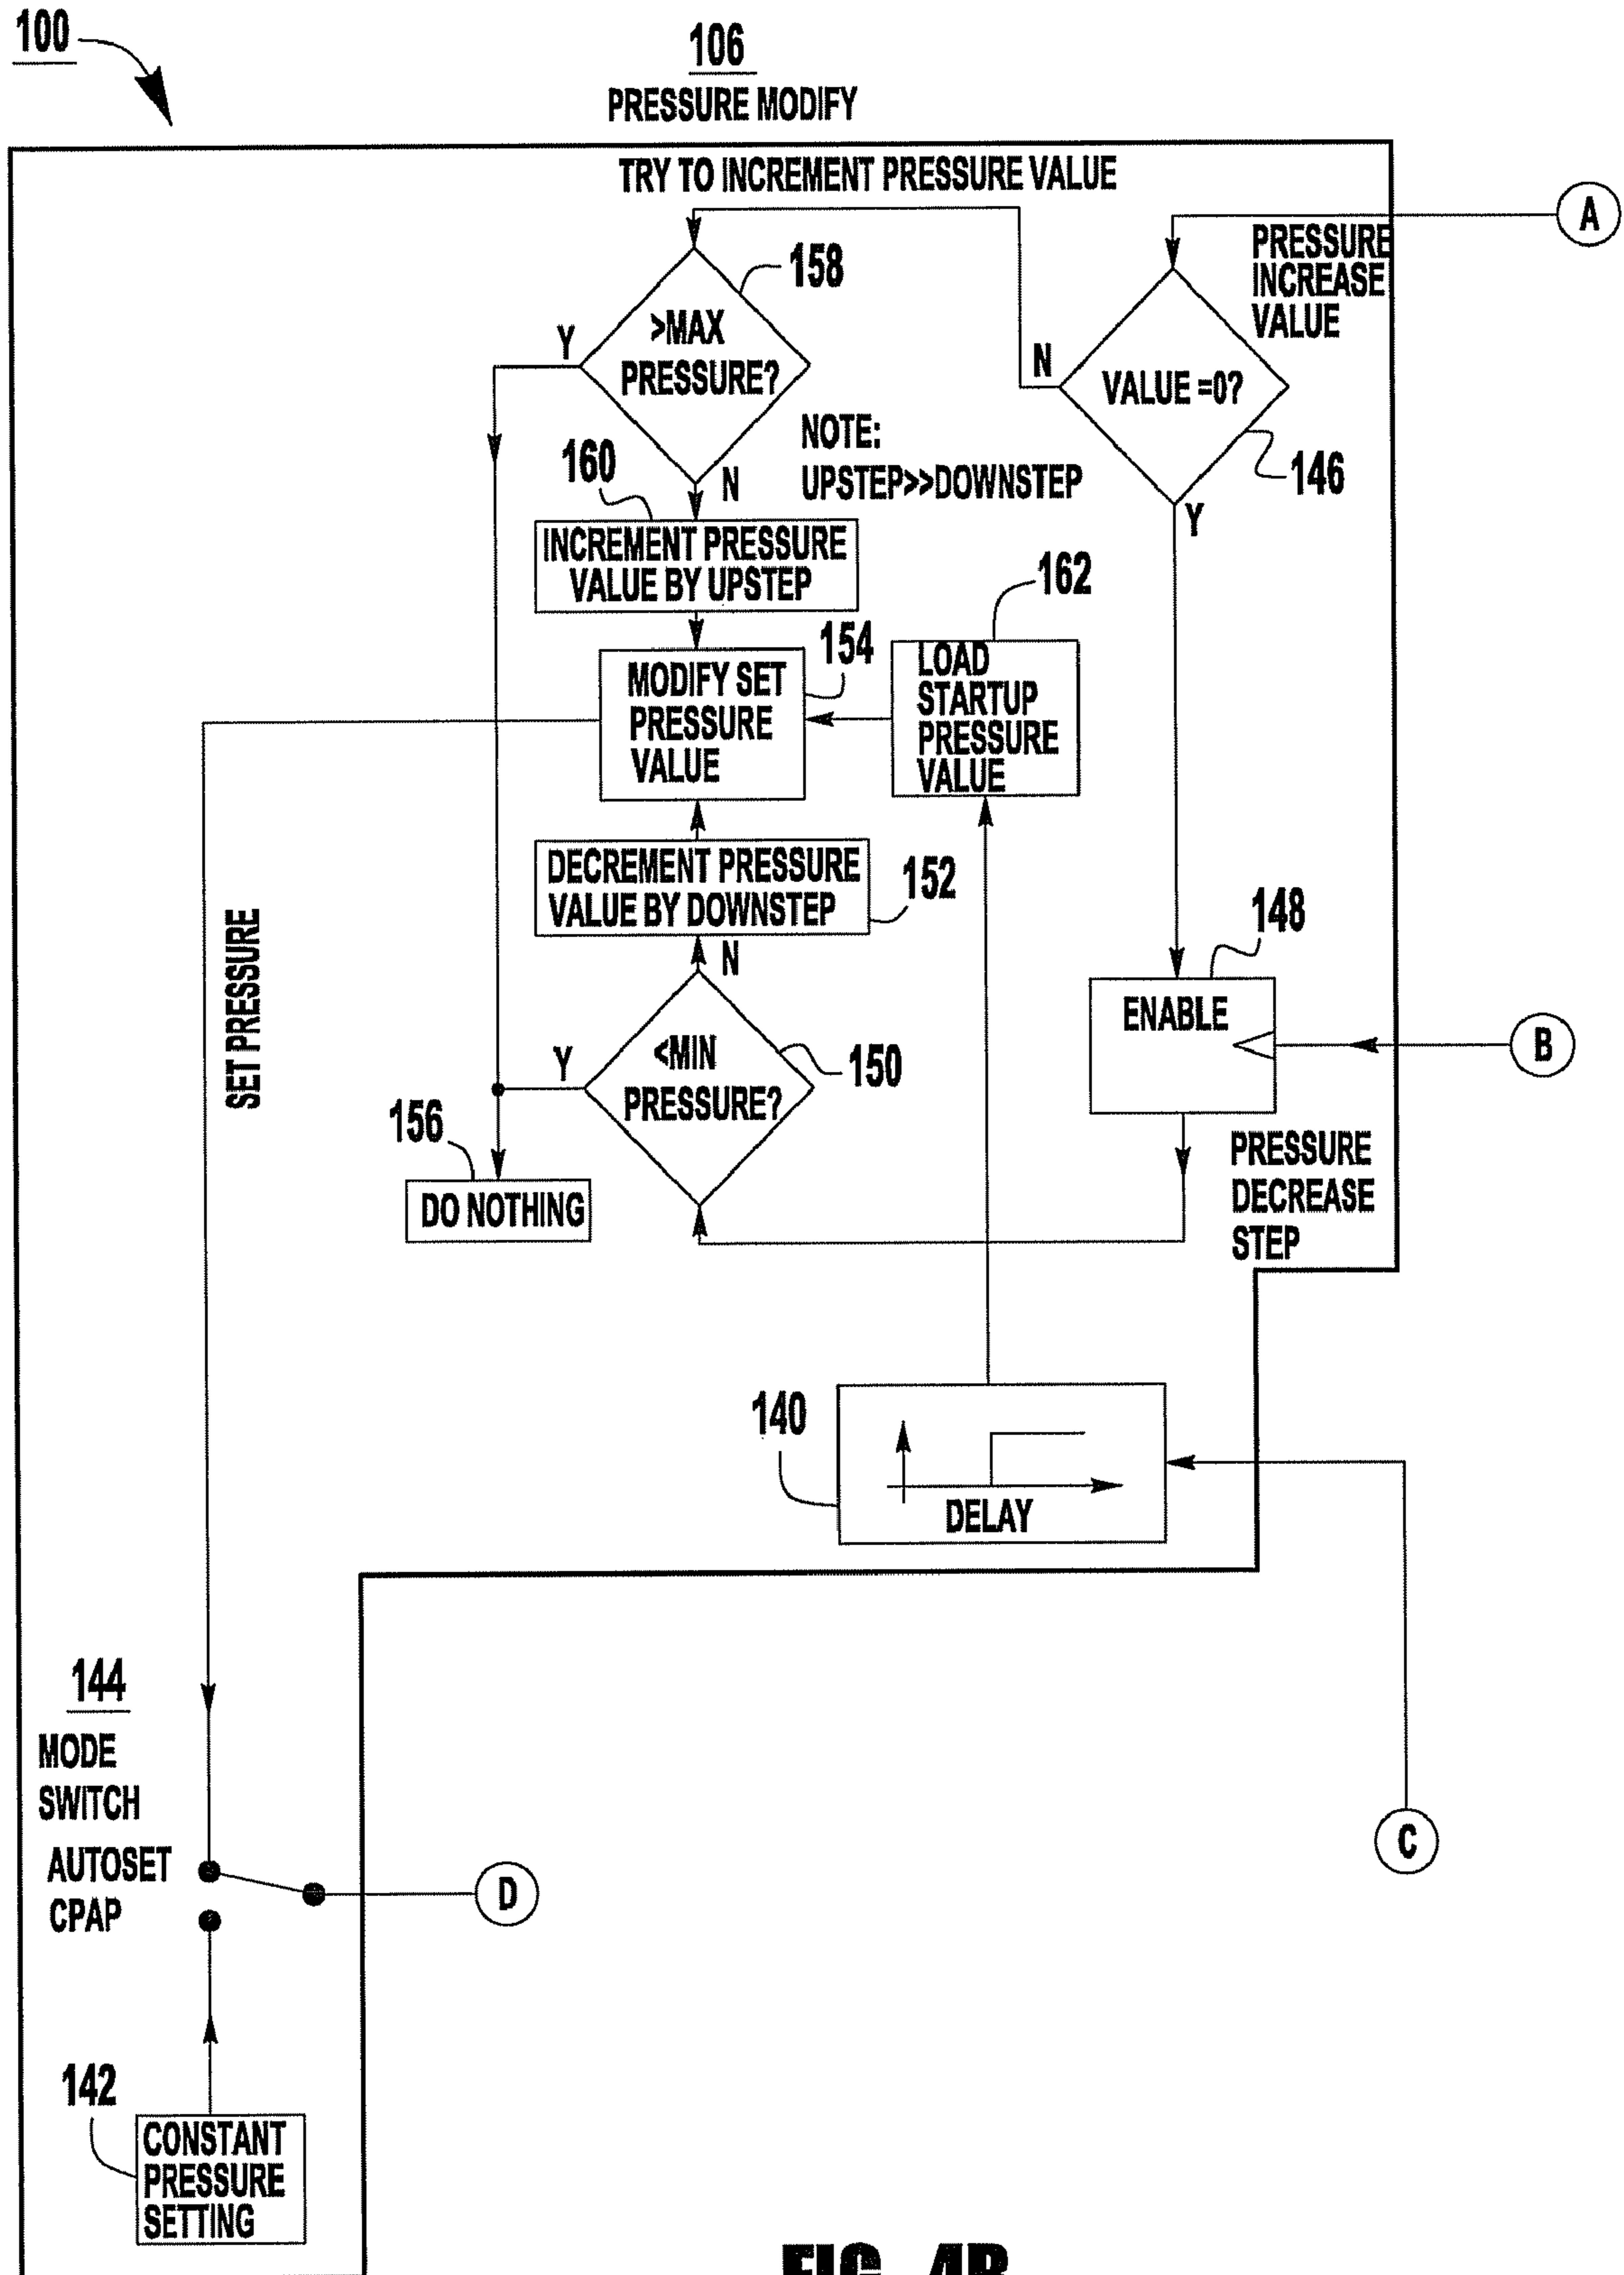 100
106
PRESSURE MODIFY
TRY TO INCREMENT PRESSURE VALUE
A
PRESSURE
INCREASE
VALUE
158
>MAX
PRESSURE?
Y
N
VALUE =0?
146
NOTE:
UPSTEP>>DOWNSTEP
160
N
Y
INCREMENT PRESSURE
VALUE BY UPSTEP
162
154
MODIFY SET
PRESSURE
VALUE
LOAD
STARTUP
PRESSURE
VALUE
DECREMENT PRESSURE
VALUE BY DOWNSTEP
152
148
N
SET PRESSURE
ENABLE
B
<MIN
PRESSURE?
Y
150
156
DO NOTHING
PRESSURE
DECREASE
STEP
140
DELAY
144
MODE
SWITCH
AUTOSET
CPAP
C
D
142
CONSTANT
PRESSURE
SETTING
FIG. 4B